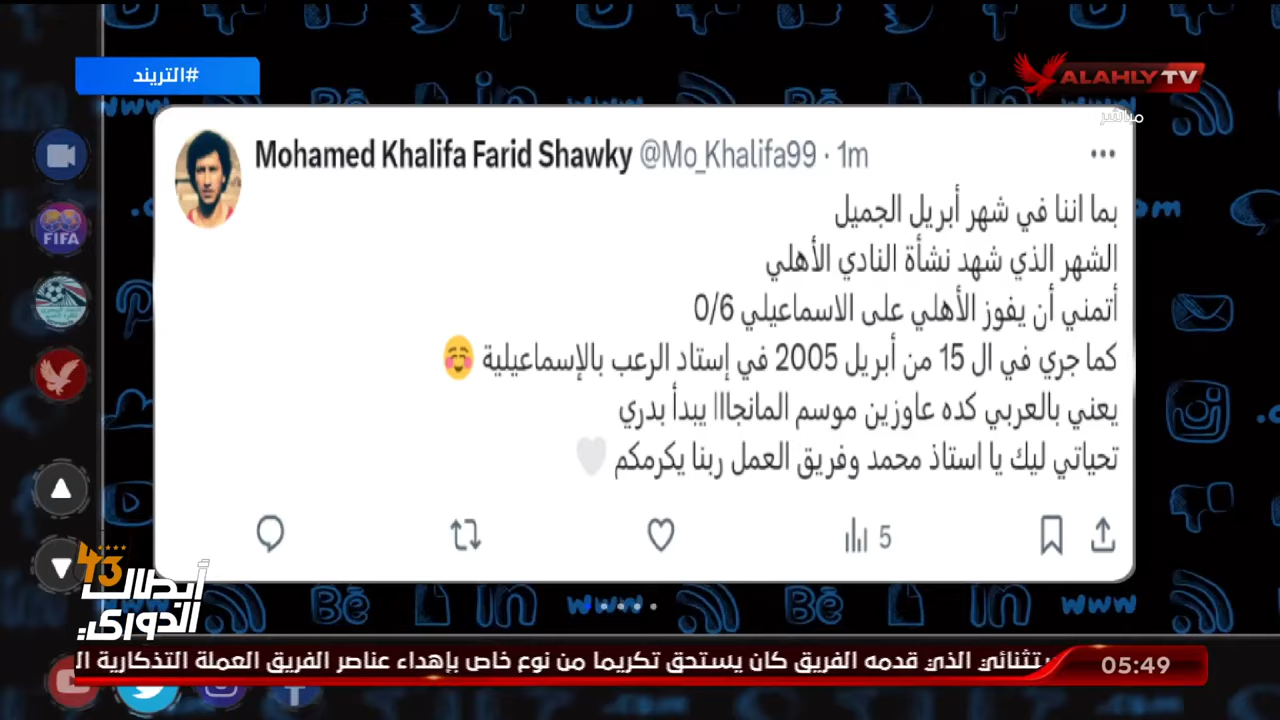 #التريند
ALAHLY TV
مباشر
Mohamed Khalifa Farid Shawky @Mo_Khalifa99 · 1m
بما اننا في شهر أبريل الجميل
الشهر الذي شهد نشأة النادي الأهلي
أتمني أن يفوز الأهلي على الاسماعيلي 0/6
كما جري في ال 15 من أبريل 2005 في إستاد الرعب بالإسماعيلية ☺️
يعني بالعربي كده عاوزين موسم المانجااا يبدأ بدري
تحياتي ليك يا استاذ محمد وفريق العمل ربنا يكرمكم 🤍
5
FIFA
43
أبطال
الدوري
الذي قدمه الفريق كان يستحق تكريما من نوع خاص بإهداء عناصر الفريق العملة التذكارية
05:49